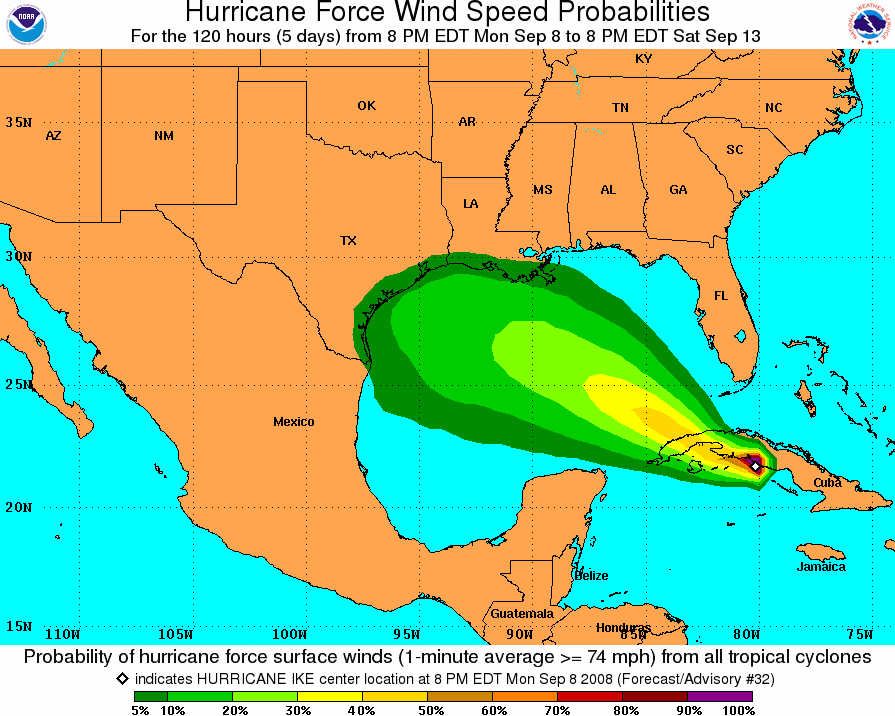 Hurricane Force Wind Speed Probabilities
For the 120 hours (5 days) from 8 PM EDT Mon Sep 8 to 8 PM EDT Sat Sep 13
NOAA
NATIONAL WEATHER SERVICE
KY
OK
TN
NC
AR
35N
AZ
NM
SC
MS
AL
GA
LA
TX
30N
FL
25N
Mexico
Cuba
20N
Jamaica
Belize
Guatemala
Honduras
15N
110W 105W 100W 95W 90W 85W 80W 75W
Probability of hurricane force surface winds (1-minute average >= 74 mph) from all tropical cyclones
indicates HURRICANE IKE center location at 8 PM EDT Mon Sep 8 2008 (Forecast/Advisory #32)
5% 10% 20% 30% 40% 50% 60% 70% 80% 90% 100%